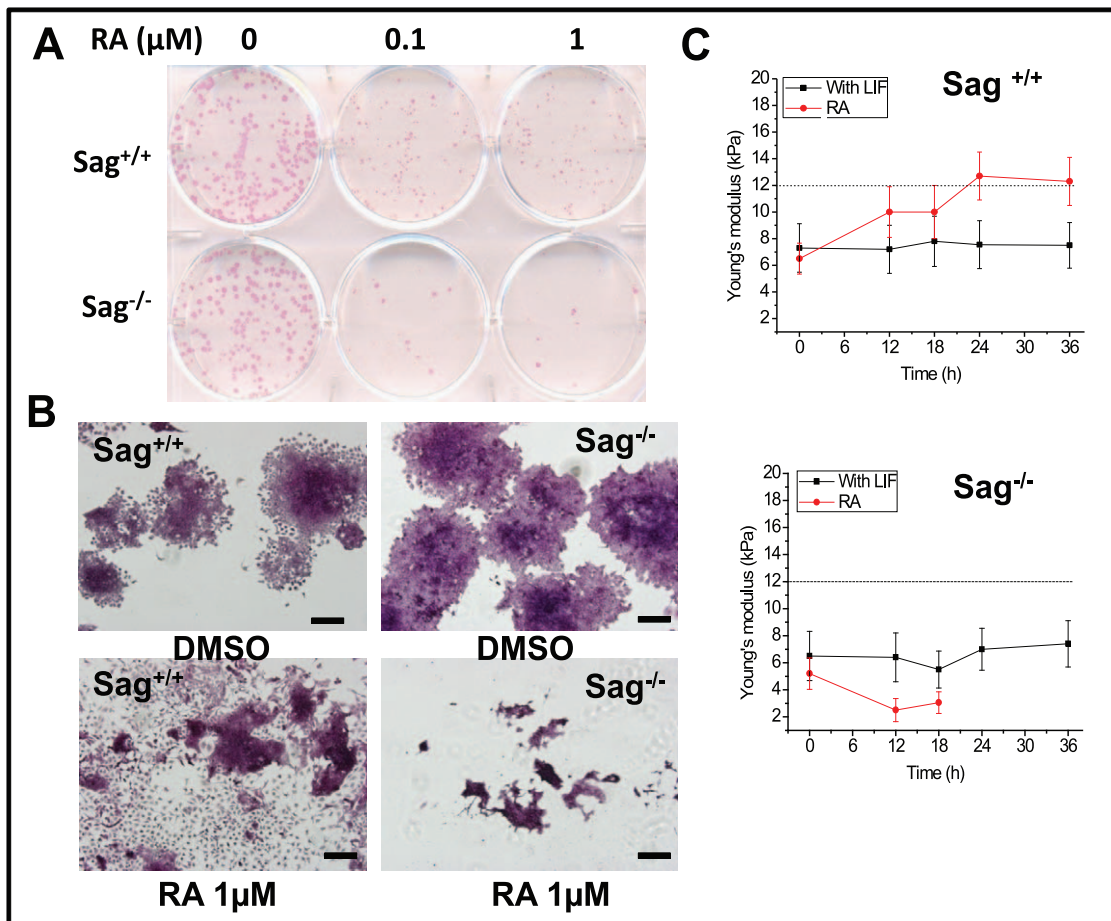 A
RA (µM) 0 0.1 1
Sag+/+
Sag-/-
B
Sag+/+
Sag-/-
DMSO
DMSO
Sag+/+
Sag-/-
RA 1µM
RA 1µM
C
With LIF
RA
Sag +/+
20
18
16
14
12
10
8
6
4
2
Young's modulus (kPa)
0 6 12 18 24 30 36
Time (h)
With LIF
RA
Sag-/-
20
18
16
14
12
10
8
6
4
2
Young's modulus (kPa)
0 6 12 18 24 30 36
Time (h)